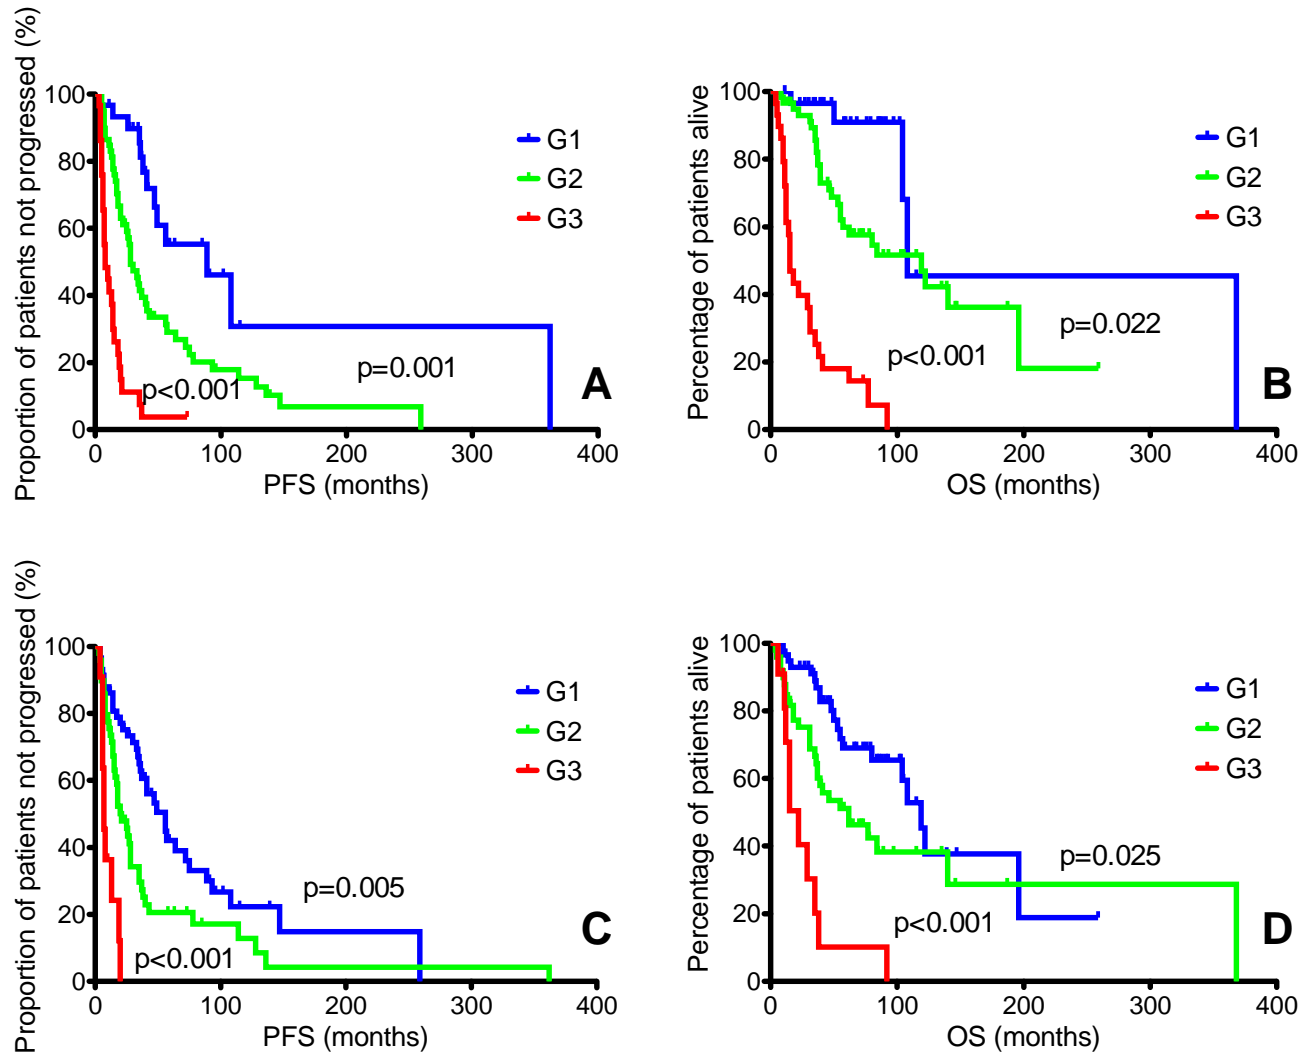 Proportion of patients not progressed (%)
100
80
60
40
20
0
0 100 200 300 400
PFS (months)
G1
G2
G3
p<0.001
p=0.001
A
Percentage of patients alive
100
80
60
40
20
0
0 100 200 300 400
OS (months)
G1
G2
G3
p<0.001
p=0.022
B
Proportion of patients not progressed (%)
100
80
60
40
20
0
0 100 200 300 400
PFS (months)
G1
G2
G3
p<0.001
p=0.005
C
Percentage of patients alive
100
80
60
40
20
0
0 100 200 300 400
OS (months)
G1
G2
G3
p<0.001
p=0.025
D